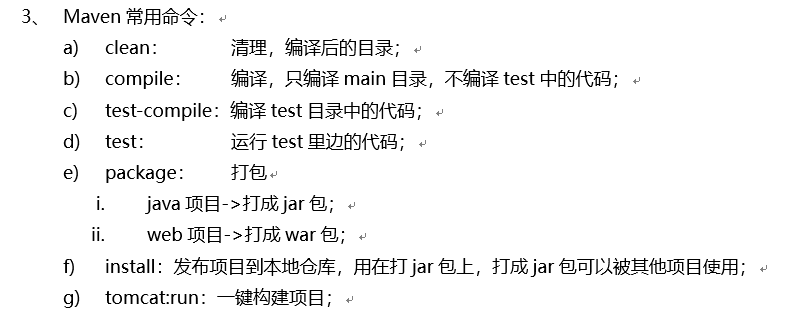 3、 Maven 常用命令：
a) clean： 清理，编译后的目录；
b) compile： 编译，只编译 main 目录，不编译 test 中的代码；
c) test-compile：编译 test 目录中的代码；
d) test： 运行 test 里边的代码；
e) package： 打包
i. java 项目->打成 jar 包；
ii. web 项目->打成 war 包；
f) install：发布项目到本地仓库，用在打 jar 包上，打成 jar 包可以被其他项目使用；
g) tomcat:run：一键构建项目；